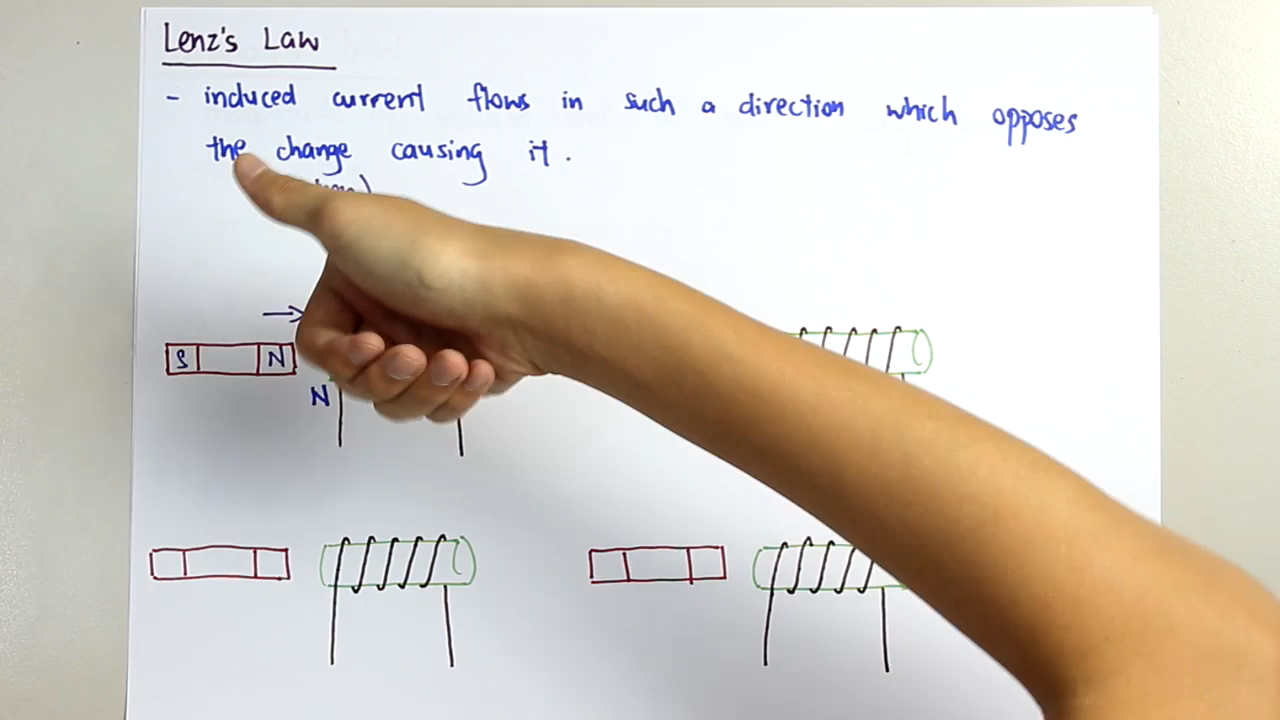 Lenz's Law
- induced current flows in such a direction which opposes
the change causing it.
S N
N